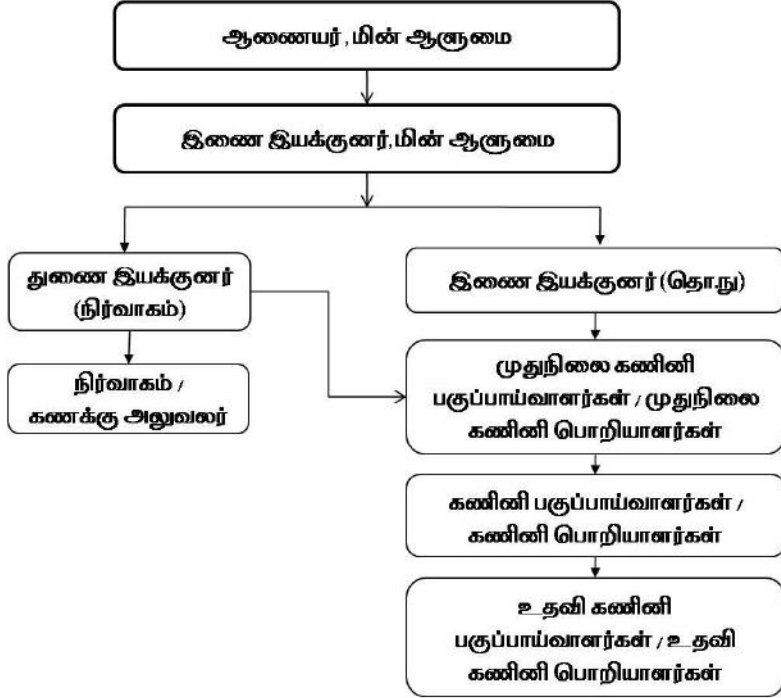 ஆணையர், மின் ஆளுமை
இணை இயக்குனர், மின் ஆளுமை
துணை இயக்குனர்
(நிர்வாகம்)
நிர்வாகம் /
கணக்கு அலுவலர்
இணை இயக்குனர் (தொ.நு)
முதுநிலை கணினி
பகுப்பாய்வாளர்கள் / முதுநிலை
கணினி பொறியாளர்கள்
கணினி பகுப்பாய்வாளர்கள் /
கணினி பொறியாளர்கள்
உதவி கணினி
பகுப்பாய்வாளர்கள் / உதவி
கணினி பொறியாளர்கள்